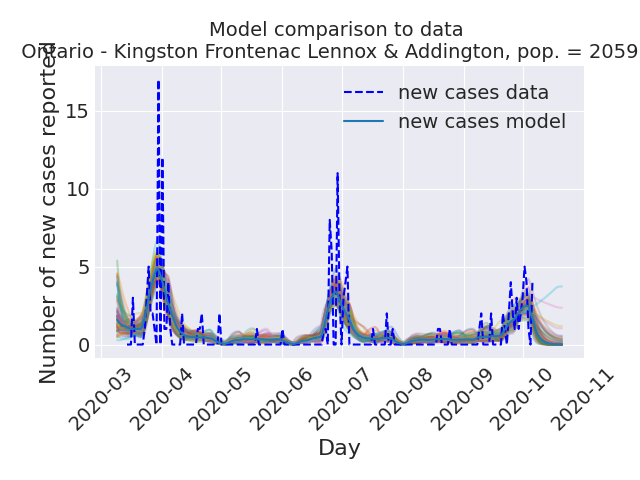 Model comparison to data
Ontario - Kingston Frontenac Lennox & Addington, pop. = 2059
new cases data
new cases model
Number of new cases reported
15
10
5
0
2020-03
2020-04
2020-05
2020-06
2020-07
2020-08
2020-09
2020-10
2020-11
Day